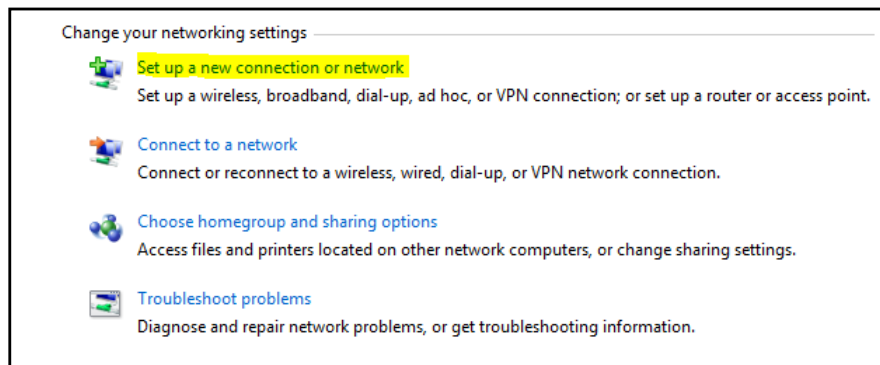 Change your networking settings
Set up a new connection or network
Set up a wireless, broadband, dial-up, ad hoc, or VPN connection; or set up a router or access point.
Connect to a network
Connect or reconnect to a wireless, wired, dial-up, or VPN network connection.
Choose homegroup and sharing options
Access files and printers located on other network computers, or change sharing settings.
Troubleshoot problems
Diagnose and repair network problems, or get troubleshooting information.